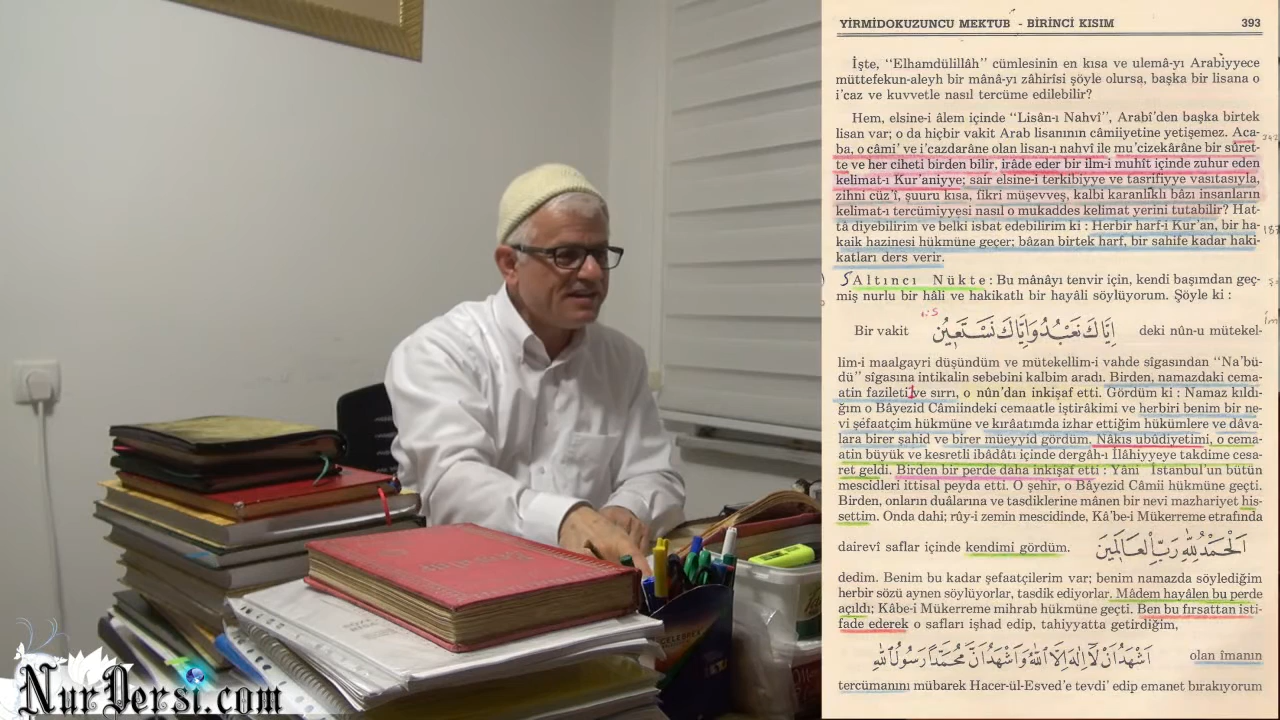 YİRMİDOKUZUNCU MEKTUB - BİRİNCİ KISIM 393
İşte, "Elhamdülillâh" cümlesinin en kısa ve ulemâ-yı Arabiyyece
müttefekun-aleyh bir mânâ-yı zâhirîsi şöyle olursa, başka bir lisana o
i'caz ve kuvvetle nasıl tercüme edilebilir?
Hem, elsine-i âlem içinde "Lisân-ı Nahvî", Arabî'den başka birtek
lisan var; o da hiçbir vakit Arab lisanının câmiiyetine yetişemez. Aca-
ba, o câmi' ve i'cazdarâne olan lisan-ı nahvî ile mu'cizekârâne bir sûret-
te ve her ciheti birden bilir, irâde eder bir ilm-i muhît içinde zuhur eden
kelimat-ı Kur'aniyye; sair elsine-i terkibiyye ve tasrifiyye vasıtasıyla,
zihni cüz'î, şuuru kısa, fikri müşevveş, kalbi karanlıklı bâzı insanların
kelimat-ı tercümiyyesi nasıl o mukaddes kelimat yerini tutabilir? Hat-
tâ diyebilirim ve belki isbat edebilirim ki : Herbir harf-i Kur'an, bir ha-
kaik hazinesi hükmüne geçer; bâzan birtek harf, bir sahife kadar haki-
katları ders verir.
Altıncı Nükte : Bu mânâyı tenvir için, kendi başımdan geç-
miş nurlu bir hâli ve hakikatlı bir hayâli söylüyorum. Şöyle ki :
Bir vakit اِيَّاكَ نَعْبُدُ وَاِيَّاكَ نَسْتَعِينُ deki nûn-u mütekel-
lim-i maalgayri düşündüm ve mütekellim-i vahde sîgasından "Na'bü-
dü" sîgasına intikalin sebebini kalbim aradı. Birden, namazdaki cema-
atin fazileti ve sırrı, o nûn'dan inkişaf etti. Gördüm ki : Namaz kıldı-
ğım o Bâyezid Câmiindeki cemaatle iştirâkimi ve herbiri benim bir ne-
vi şefaatçim hükmüne ve kırâatımda izhar ettiğim hükümlere ve dâva-
lara birer şahid ve birer müeyyid gördüm. Nâkıs ubûdiyetimi, o cema-
atin büyük ve kesretli ibâdâtı içinde dergâh-ı İlâhiyyeye takdime cesa-
ret geldi. Birden bir perde daha inkişaf etti : Yâni İstanbul'un bütün
mescidleri ittisal peyda etti. O şehir, o Bâyezid Câmii hükmüne geçti.
Birden, onların duâlarına ve tasdiklerine mânen bir nevi mazhariyet his-
settim. Onda dahi; rûy-i zemin mescidinde, Kâ'be-i Mükerreme etrafında
dairevî saflar içinde kendimi gördüm. اَلْحَمْدُ لِلّٰهِ رَبِّ الْعَالَمِينَ
dedim. Benim bu kadar şefaatçilerim var; benim namazda söylediğim
herbir sözü aynen söylüyorlar, tasdik ediyorlar. Mâdem hayâlen bu perde
açıldı; Kâbe-i Mükerreme mihrab hükmüne geçti. Ben bu fırsattan isti-
fade ederek o safları işhad edip, tahiyyatta getirdiğim,
اَشْهَدُ اَنْ لَا اِلٰهَ اِلَّا اللّٰهُ وَاَشْهَدُ اَنَّ مُحَمَّدًا رَسُولُ اللّٰهِ olan îmanın
tercümanını mübarek Hacer-ül-Esved'e tevdi' edip emanet bırakıyorum
NurDersi.com